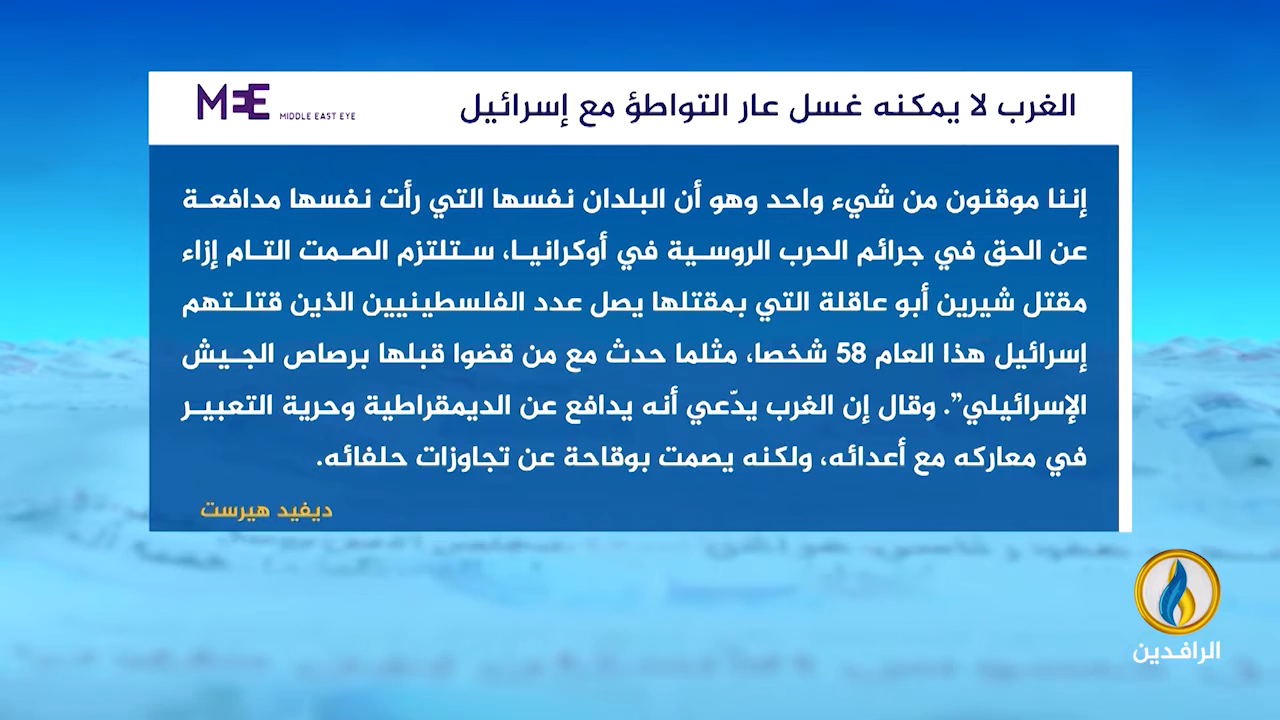 الغرب لا يمكنه غسل عار التواطؤ مع إسرائيل
MEE MIDDLE EAST EYE
إننا موقنون من شيء واحد وهو أن البلدان نفسها التي رأت نفسها مدافعة
عن الحق في جرائم الحرب الروسية في أوكرانيا، ستلتزم الصمت التام إزاء
مقتل شيرين أبو عاقلة التي بمقتلها يصل عدد الفلسطينيين الذين قتلتهم
إسرائيل هذا العام 58 شخصا، مثلما حدث مع من قضوا قبلها برصاص الجيش
الإسرائيلي”. وقال إن الغرب يدّعي أنه يدافع عن الديمقراطية وحرية التعبير
في معاركه مع أعدائه، ولكنه يصمت بوقاحة عن تجاوزات حلفائه.
ديفيد هيرست
الرافدين